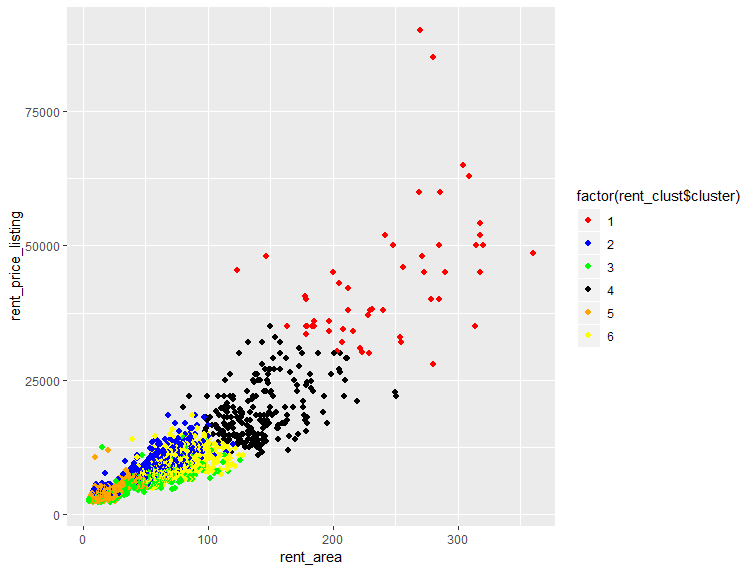 75000
50000
25000
0
rent_price_listing
0 100 200 300
rent_area
factor(rent_clust$cluster)
1
2
3
4
5
6